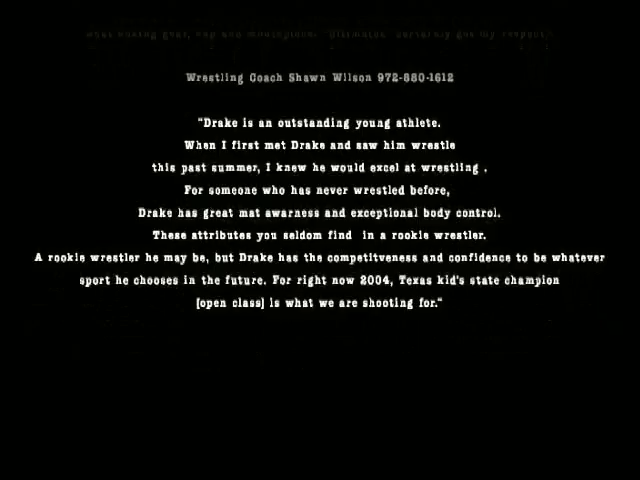 Wrestling Coach Shawn Wilson 972-880-1612
"Drake is an outstanding young athlete.
When I first met Drake and saw him wrestle
this past summer, I knew he would excel at wrestling .
For someone who has never wrestled before,
Drake has great mat awarness and exceptional body control.
These attributes you seldom find in a rookie wrestler.
A rookie wrestler he may be, but Drake has the competitveness and confidence to be whatever
sport he chooses in the future. For right now 2004, Texas kid's state champion
[open class] is what we are shooting for."